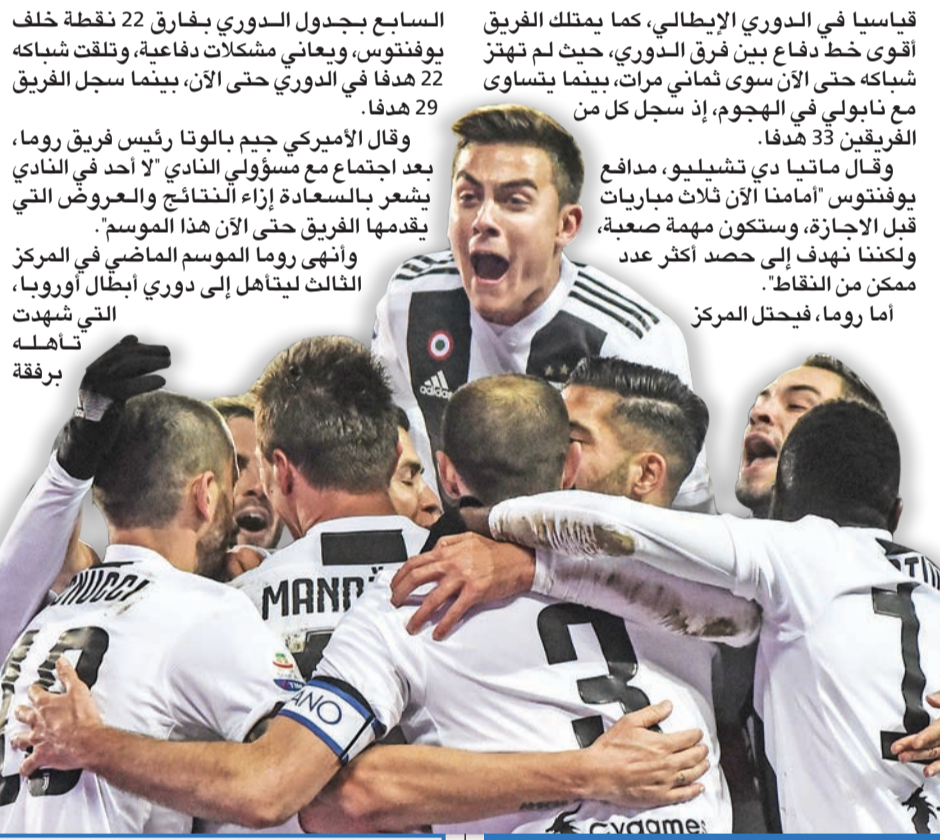 قياسيا في الدوري الإيطالي، كما يمتلك الفريق
أقوى خط دفاع بين فرق الدوري، حيث لم تهتز
شباكه حتى الآن سوى ثماني مرات، بينما يتساوى
مع نابولي في الهجوم، إذ سجل كل من
الفريقين 33 هدفا.
وقال ماتيا دي تشيليو، مدافع
يوفنتوس "أمامنا الآن ثلاث مباريات
قبل الاجازة، وستكون مهمة صعبة،
ولكننا نهدف إلى حصد أكثر عدد
ممكن من النقاط".
أما روما، فيحتل المركز
السابع بجدول الدوري بفارق 22 نقطة خلف
يوفنتوس، ويعاني مشكلات دفاعية، وتلقت شباكه
22 هدفا في الدوري حتى الآن، بينما سجل الفريق
29 هدفا.
وقال الأميركي جيم بالوتا رئيس فريق روما،
بعد اجتماع مع مسؤولي النادي "لا أحد في النادي
يشعر بالسعادة إزاء النتائج والعروض التي
يقدمها الفريق حتى الآن هذا الموسم".
وأنهى روما الموسم الماضي في المركز
الثالث ليتأهل إلى دوري أبطال أوروبا،
التي شهدت
تأهله
برفقة
adidas
MANDŽ
3
ANO
1
cygames